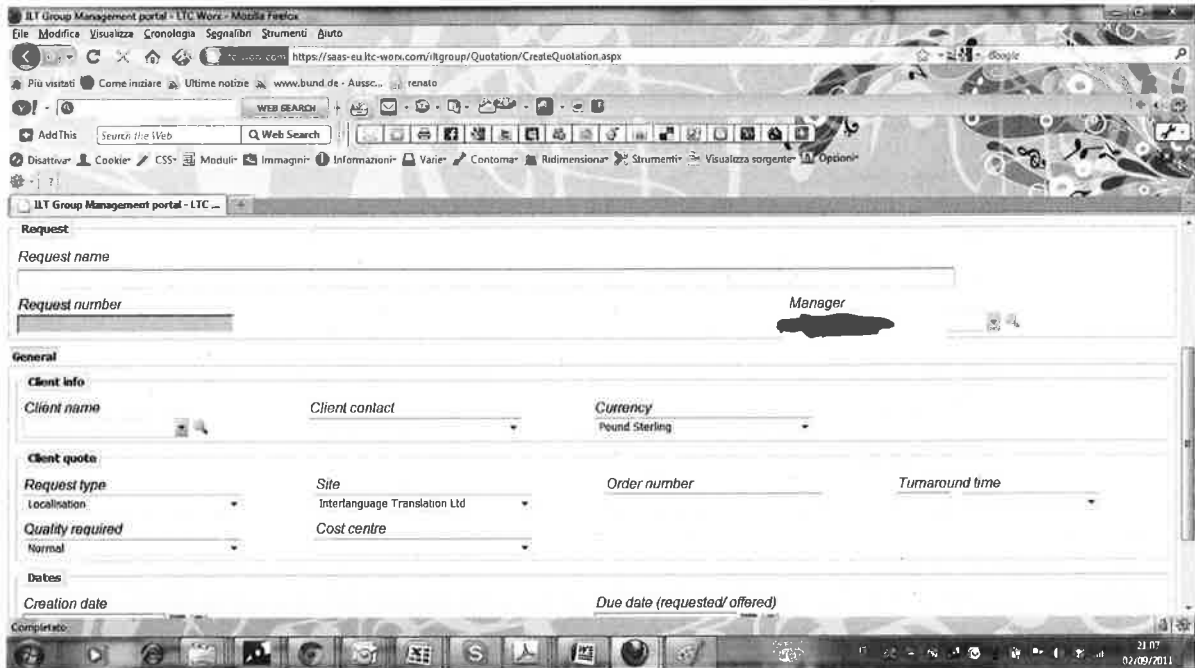 ILT Group Management portal - LTC Worx - Mozilla Firefox
File Modifica Visualizza Cronologia Segnalibri Strumenti Aiuto
https://saas-eu.ltc-worx.com/iltgroup/Quotation/CreateQuotation.aspx
Google
Più visitati Come iniziare Ultime notizie www.bund.de - Aussc... renato
WEB SEARCH
AddThis Search the Web Web Search
Disattiva Cookie CSS Moduli Immagini Informazioni Varie Contorna Ridimensiona Strumenti Visualizza sorgente Opzioni
ILT Group Management portal - LTC ...
Request
Request name
Request number Manager
General
Client info
Client name Client contact Currency
Pound Sterling
Client quote
Request type Site Order number Turnaround time
Localisation Interlanguage Translation Ltd
Quality required Cost centre
Normal
Dates
Creation date Due date (requested/ offered)
Completato
21.07
02/09/2011